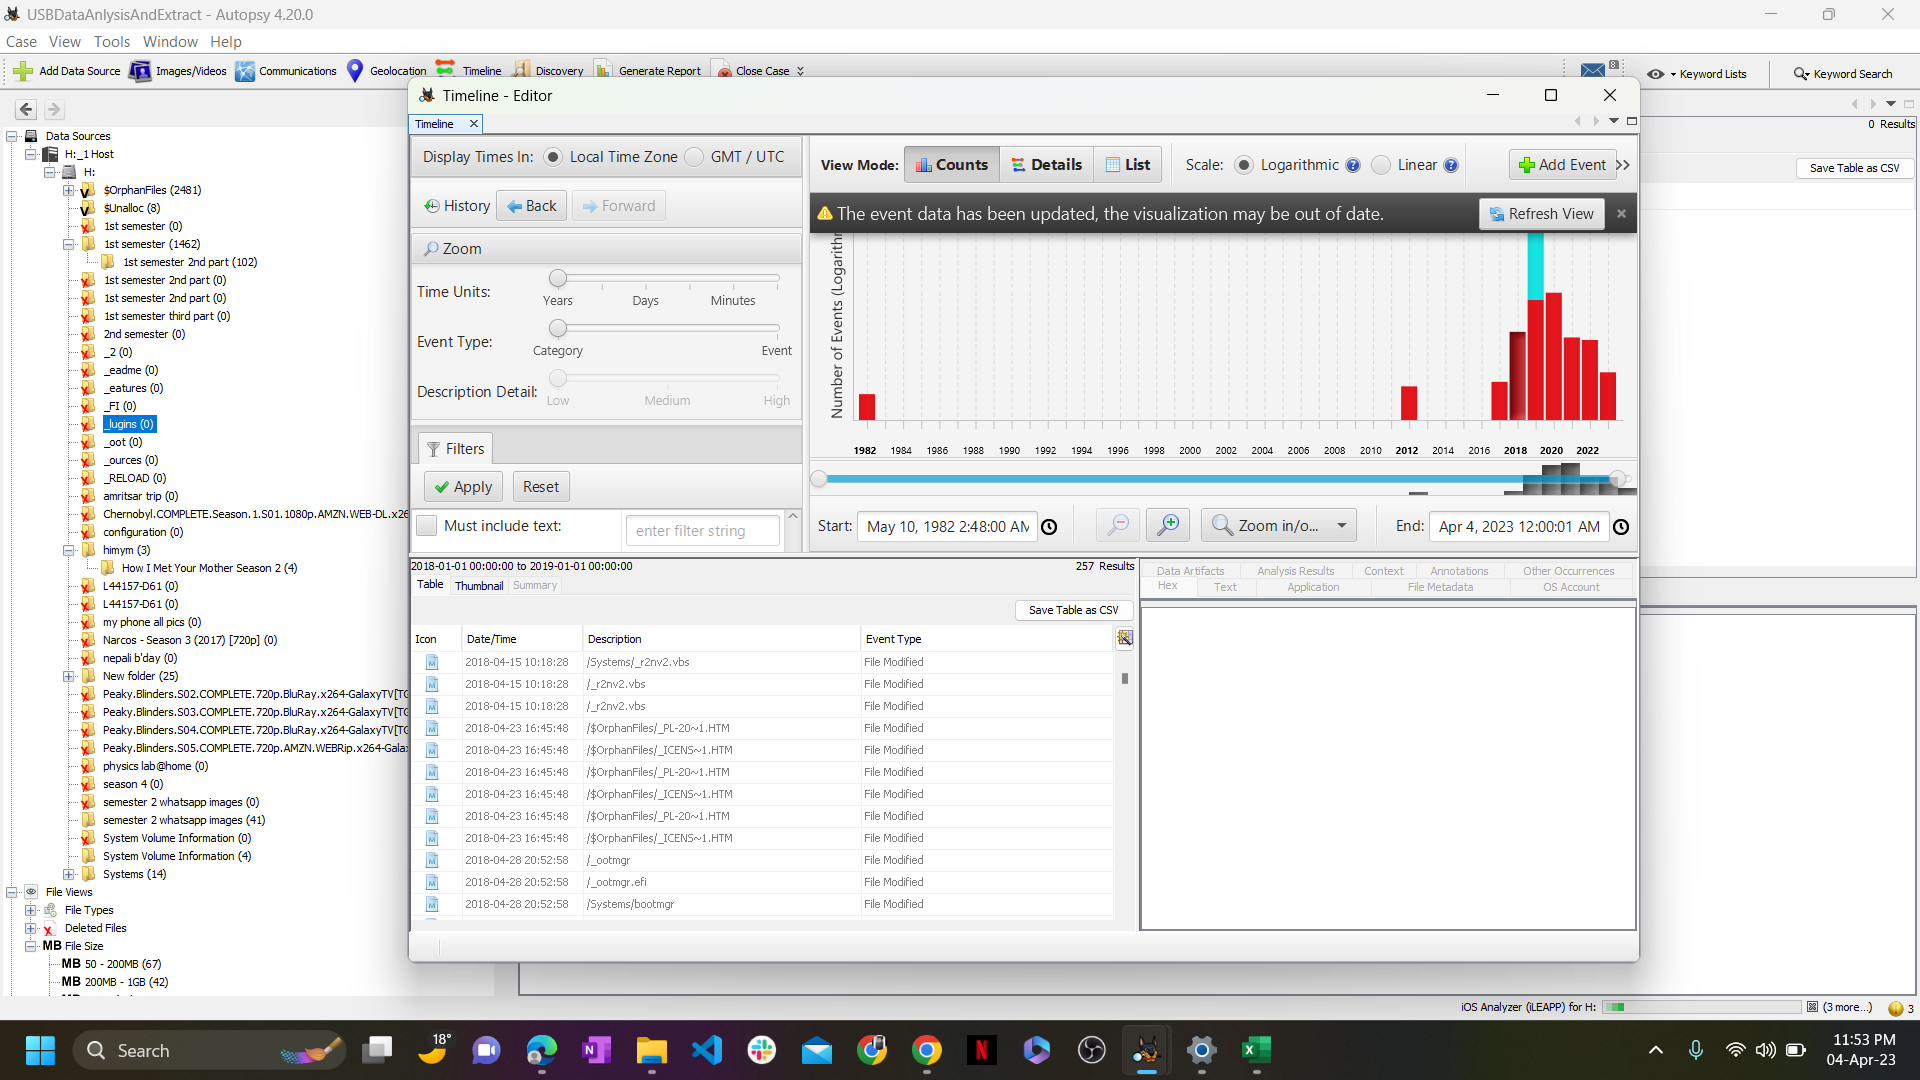 USBDataAnlysisAndExtract - Autopsy 4.20.0
Case View Tools Window Help
Add Data Source Images/Videos Communications Geolocation Timeline Discovery Generate Report Close Case
8 Keyword Lists Keyword Search
0 Results
Save Table as CSV
Data Sources
H:_1 Host
H:
$OrphanFiles (2481)
$Unalloc (8)
1st semester (0)
1st semester (1462)
1st semester 2nd part (102)
1st semester 2nd part (0)
1st semester 2nd part (0)
1st semester third part (0)
2nd semester (0)
_2 (0)
_eadme (0)
_eatures (0)
_FI (0)
_lugins (0)
_oot (0)
_ources (0)
_RELOAD (0)
amritsar trip (0)
Chernobyl.COMPLETE.Season.1.S01.1080p.AMZN.WEB-DL.x26
configuration (0)
himym (3)
How I Met Your Mother Season 2 (4)
L44157-D61 (0)
L44157-D61 (0)
my phone all pics (0)
Narcos - Season 3 (2017) [720p] (0)
nepali b'day (0)
New folder (25)
Peaky.Blinders.S02.COMPLETE.720p.BluRay.x264-GalaxyTV[TG
Peaky.Blinders.S03.COMPLETE.720p.BluRay.x264-GalaxyTV[TG
Peaky.Blinders.S04.COMPLETE.720p.BluRay.x264-GalaxyTV[TG
Peaky.Blinders.S05.COMPLETE.720p.AMZN.WEBRip.x264-Galax
physics lab@home (0)
season 4 (0)
semester 2 whatsapp images (0)
semester 2 whatsapp images (41)
System Volume Information (0)
System Volume Information (4)
Systems (14)
File Views
File Types
Deleted Files
MB File Size
MB 50 - 200MB (67)
MB 200MB - 1GB (42)
Timeline - Editor
Timeline
Display Times In: Local Time Zone GMT / UTC
History Back Forward
Zoom
Time Units:
Years Days Minutes
Event Type:
Category Event
Description Detail:
Low Medium High
Filters
Apply Reset
Must include text: enter filter string
View Mode: Counts Details List Scale: Logarithmic Linear Add Event
The event data has been updated, the visualization may be out of date. Refresh View
Number of Events (Logarithm
1982 1984 1986 1988 1990 1992 1994 1996 1998 2000 2002 2004 2006 2008 2010 2012 2014 2016 2018 2020 2022
Start: May 10, 1982 2:48:00 AM Zoom in/o... End: Apr 4, 2023 12:00:01 AM
2018-01-01 00:00:00 to 2019-01-01 00:00:00 257 Results
Table Thumbnail Summary
Save Table as CSV
Icon Date/Time Description Event Type
2018-04-15 10:18:28 /Systems/_r2nv2.vbs File Modified
2018-04-15 10:18:28 /_r2nv2.vbs File Modified
2018-04-15 10:18:28 /_r2nv2.vbs File Modified
2018-04-23 16:45:48 /$OrphanFiles/_PL-20~1.HTM File Modified
2018-04-23 16:45:48 /$OrphanFiles/_ICENS~1.HTM File Modified
2018-04-23 16:45:48 /$OrphanFiles/_PL-20~1.HTM File Modified
2018-04-23 16:45:48 /$OrphanFiles/_ICENS~1.HTM File Modified
2018-04-23 16:45:48 /$OrphanFiles/_PL-20~1.HTM File Modified
2018-04-23 16:45:48 /$OrphanFiles/_ICENS~1.HTM File Modified
2018-04-28 20:52:58 /_ootmgr File Modified
2018-04-28 20:52:58 /_ootmgr.efi File Modified
2018-04-28 20:52:58 /Systems/bootmgr File Modified
Data Artifacts Analysis Results Context Annotations Other Occurrences
Hex Text Application File Metadata OS Account
iOS Analyzer (iLEAPP) for H: (3 more...) 3
Search
18°
11:53 PM
04-Apr-23